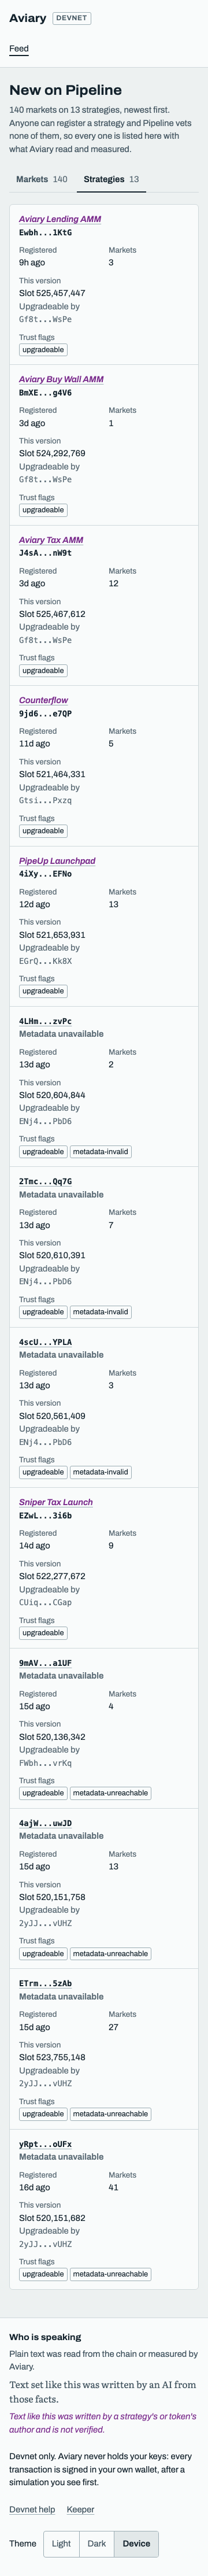 Aviary DEVNET
Feed
New on Pipeline
140 markets on 13 strategies, newest first.
Anyone can register a strategy and Pipeline vets
none of them, so every one is listed here with
what Aviary read and measured.
Markets 140 Strategies 13
Aviary Lending AMM
Ewbh...1KtG
Registered Markets
9h ago 3
This version
Slot 525,457,447
Upgradeable by
Gf8t...WsPe
Trust flags
upgradeable
Aviary Buy Wall AMM
BmXE...g4V6
Registered Markets
3d ago 1
This version
Slot 524,292,769
Upgradeable by
Gf8t...WsPe
Trust flags
upgradeable
Aviary Tax AMM
J4sA...nW9t
Registered Markets
3d ago 12
This version
Slot 525,467,612
Upgradeable by
Gf8t...WsPe
Trust flags
upgradeable
Counterflow
9jd6...e7QP
Registered Markets
11d ago 5
This version
Slot 521,464,331
Upgradeable by
Gtsi...Pxzq
Trust flags
upgradeable
PipeUp Launchpad
4iXy...EFNo
Registered Markets
12d ago 13
This version
Slot 521,653,931
Upgradeable by
EGrQ...Kk8X
Trust flags
upgradeable
4LHm...zvPc
Metadata unavailable
Registered Markets
13d ago 2
This version
Slot 520,604,844
Upgradeable by
ENj4...PbD6
Trust flags
upgradeable metadata-invalid
2Tmc...Qq7G
Metadata unavailable
Registered Markets
13d ago 7
This version
Slot 520,610,391
Upgradeable by
ENj4...PbD6
Trust flags
upgradeable metadata-invalid
4scU...YPLA
Metadata unavailable
Registered Markets
13d ago 3
This version
Slot 520,561,409
Upgradeable by
ENj4...PbD6
Trust flags
upgradeable metadata-invalid
Sniper Tax Launch
EZwL...3i6b
Registered Markets
14d ago 9
This version
Slot 522,277,672
Upgradeable by
CUiq...CGap
Trust flags
upgradeable
9mAV...a1UF
Metadata unavailable
Registered Markets
15d ago 4
This version
Slot 520,136,342
Upgradeable by
FWbh...vrKq
Trust flags
upgradeable metadata-unreachable
4ajW...uwJD
Metadata unavailable
Registered Markets
15d ago 13
This version
Slot 520,151,758
Upgradeable by
2yJJ...vUHZ
Trust flags
upgradeable metadata-unreachable
ETrm...5zAb
Metadata unavailable
Registered Markets
15d ago 27
This version
Slot 523,755,148
Upgradeable by
2yJJ...vUHZ
Trust flags
upgradeable metadata-unreachable
yRpt...oUFx
Metadata unavailable
Registered Markets
16d ago 41
This version
Slot 520,151,682
Upgradeable by
2yJJ...vUHZ
Trust flags
upgradeable metadata-unreachable
Who is speaking
Plain text was read from the chain or measured by
Aviary.
Text set like this was written by an AI from
those facts.
Text like this was written by a strategy's or token's
author and is not verified.
Devnet only. Aviary never holds your keys: every
transaction is signed in your own wallet, after a
simulation you see first.
Devnet help Keeper
Theme Light Dark Device